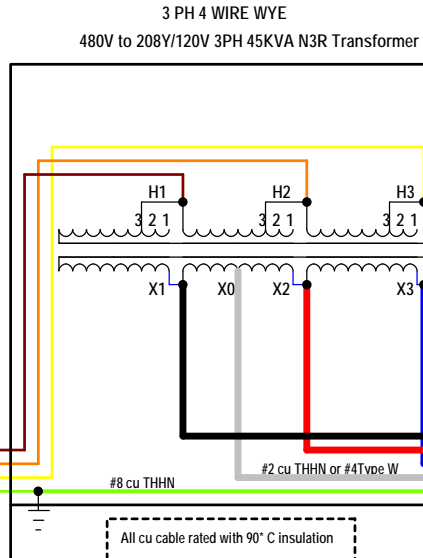 3 PH 4 WIRE WYE
480V to 208Y/120V 3PH 45KVA N3R Transformer
H1 H2 H3
3 2 1 3 2 1 3 2 1
X1 X0 X2 X3
#2 cu THHN or #4Type W
#8 cu THHN
All cu cable rated with 90° C insulation